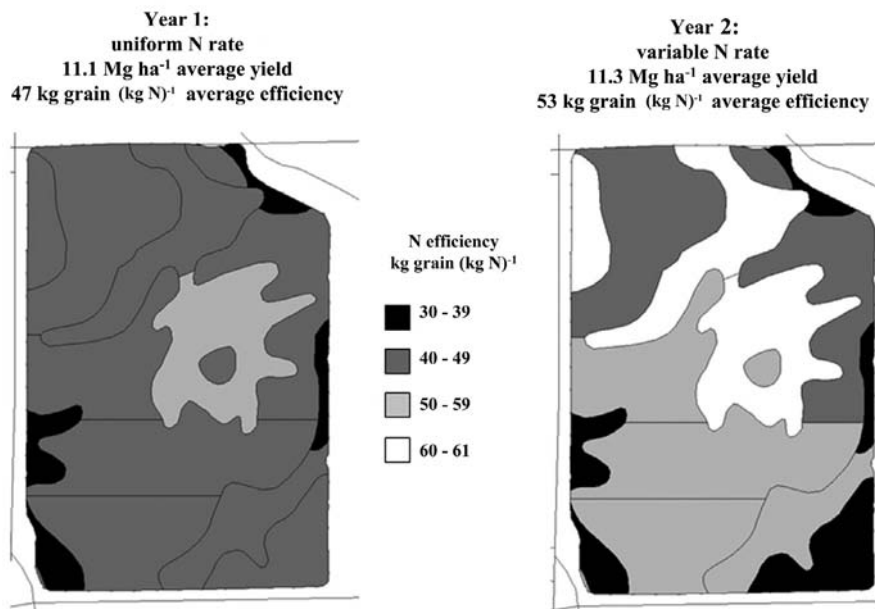 Year 1:
uniform N rate
11.1 Mg ha⁻¹ average yield
47 kg grain (kg N)⁻¹ average efficiency
Year 2:
variable N rate
11.3 Mg ha⁻¹ average yield
53 kg grain (kg N)⁻¹ average efficiency
N efficiency
kg grain (kg N)⁻¹
30 - 39
40 - 49
50 - 59
60 - 61